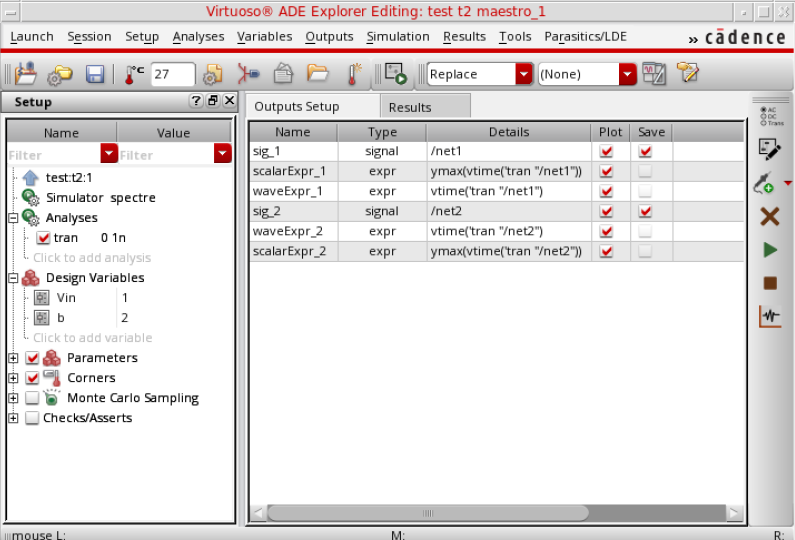 Virtuoso® ADE Explorer Editing: test t2 maestro_1
Launch Session Setup Analyses Variables Outputs Simulation Results Tools Parasitics/LDE » cādence
°C 27 Replace (None)
Setup
Name Value
Filter Filter
test:t2:1
Simulator spectre
Analyses
tran 0 1n
Click to add analysis
Design Variables
Vin 1
b 2
Click to add variable
Parameters
Corners
Monte Carlo Sampling
Checks/Asserts
Outputs Setup Results
Name Type Details Plot Save
sig_1 signal /net1
scalarExpr_1 expr ymax(vtime('tran "/net1"))
waveExpr_1 expr vtime('tran "/net1")
sig_2 signal /net2
waveExpr_2 expr vtime('tran "/net2")
scalarExpr_2 expr ymax(vtime('tran "/net2"))
AC
DC
Trans
mouse L: M: R: